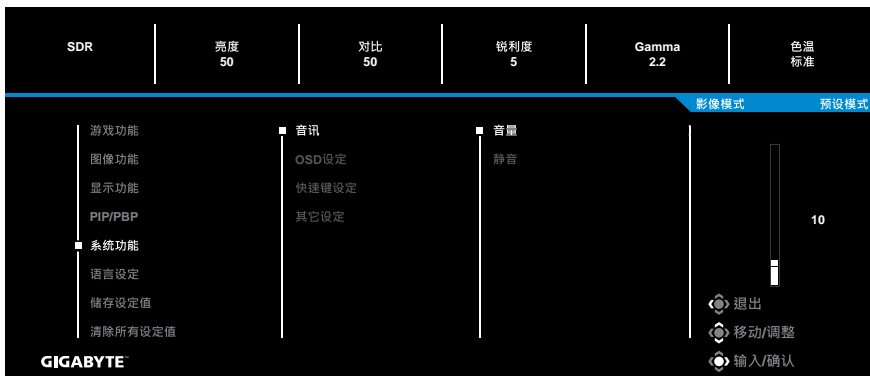 SDR
亮度
50
对比
50
锐利度
5
Gamma
2.2
色温
标准
影像模式
预设模式
游戏功能
图像功能
显示功能
PIP/PBP
系统功能
语言设定
储存设定值
清除所有设定值
音讯
OSD设定
快速键设定
其它设定
音量
静音
10
退出
移动/调整
输入/确认
GIGABYTE™